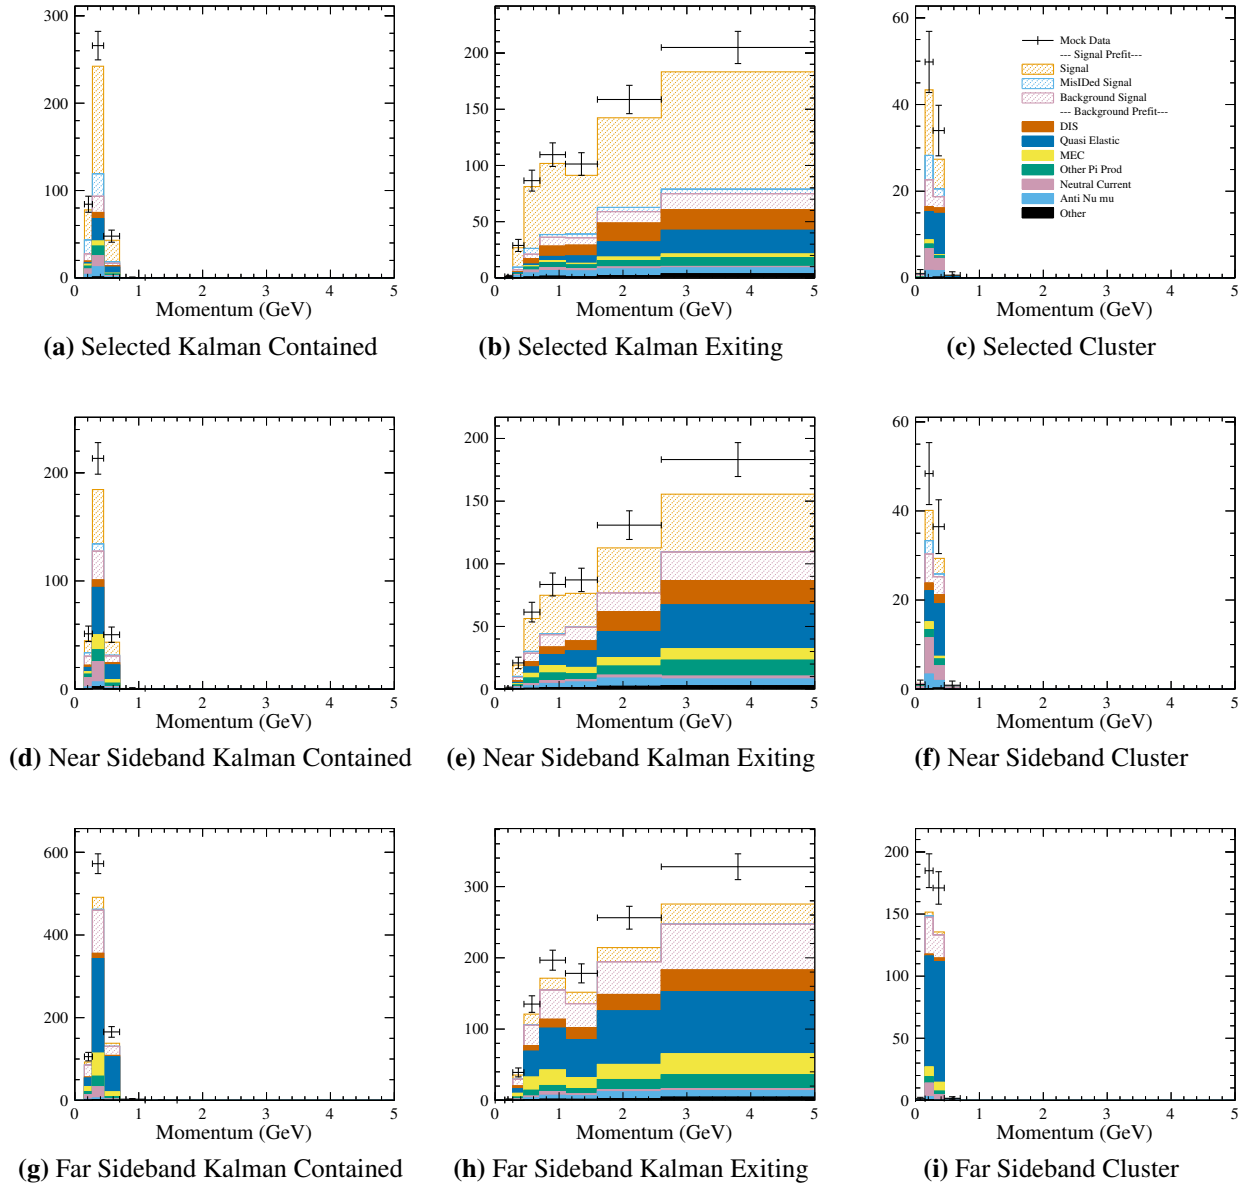 300
200
100
0
0 1 2 3 4 5
Momentum (GeV)
(a) Selected Kalman Contained
200
150
100
50
0
0 1 2 3 4 5
Momentum (GeV)
(b) Selected Kalman Exiting
60
40
20
0
0 1 2 3 4 5
Momentum (GeV)
Mock Data
--- Signal Prefit---
Signal
MisIDed Signal
Background Signal
--- Background Prefit---
DIS
Quasi Elastic
MEC
Other Pi Prod
Neutral Current
Anti Nu mu
Other
(c) Selected Cluster
200
100
0
0 1 2 3 4 5
Momentum (GeV)
(d) Near Sideband Kalman Contained
200
150
100
50
0
0 1 2 3 4 5
Momentum (GeV)
(e) Near Sideband Kalman Exiting
60
40
20
0
0 1 2 3 4 5
Momentum (GeV)
(f) Near Sideband Cluster
600
400
200
0
0 1 2 3 4 5
Momentum (GeV)
(g) Far Sideband Kalman Contained
300
200
100
0
0 1 2 3 4 5
Momentum (GeV)
(h) Far Sideband Kalman Exiting
200
150
100
50
0
0 1 2 3 4 5
Momentum (GeV)
(i) Far Sideband Cluster